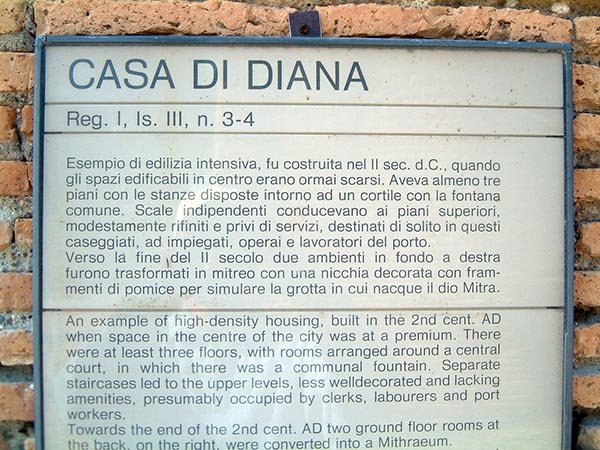 CASA DI DIANA
Reg. I, Is. III, n. 3-4
Esempio di edilizia intensiva, fu costruita nel II sec. d.C., quando
gli spazi edificabili in centro erano ormai scarsi. Aveva almeno tre
piani con le stanze disposte intorno ad un cortile con la fontana
comune. Scale indipendenti conducevano ai piani superiori,
modestamente rifiniti e privi di servizi, destinati di solito in questi
caseggiati, ad impiegati, operai e lavoratori del porto.
Verso la fine del II secolo due ambienti in fondo a destra
furono trasformati in mitreo con una nicchia decorata con fram-
menti di pomice per simulare la grotta in cui nacque il dio Mitra.
An example of high-density housing, built in the 2nd cent. AD
when space in the centre of the city was at a premium. There
were at least three floors, with rooms arranged around a central
court, in which there was a communal fountain. Separate
staircases led to the upper levels, less welldecorated and lacking
amenities, presumably occupied by clerks, labourers and port
workers.
Towards the end of the 2nd cent. AD two ground floor rooms at
the back, on the right, were converted into a Mithraeum.